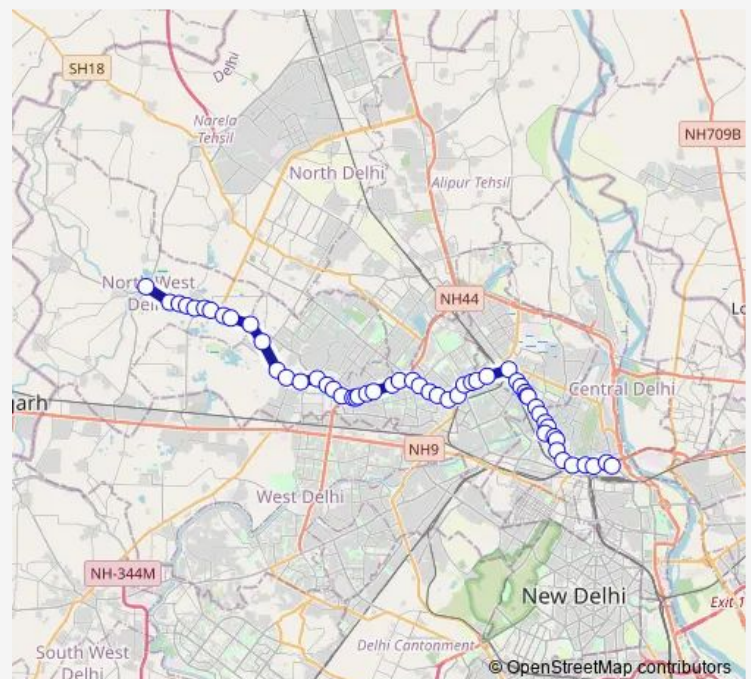 SH18
Delhi
Narela
Tehsil
NH709B
North Delhi
Alipur Tehsil
North West
Delhi
NH44
Lo
garh
Central Delhi
NH9
West Delhi
NH-344M
New Delhi
Exit 1
Delhi Cantonment
South West
Delhi
© OpenStreetMap contributors